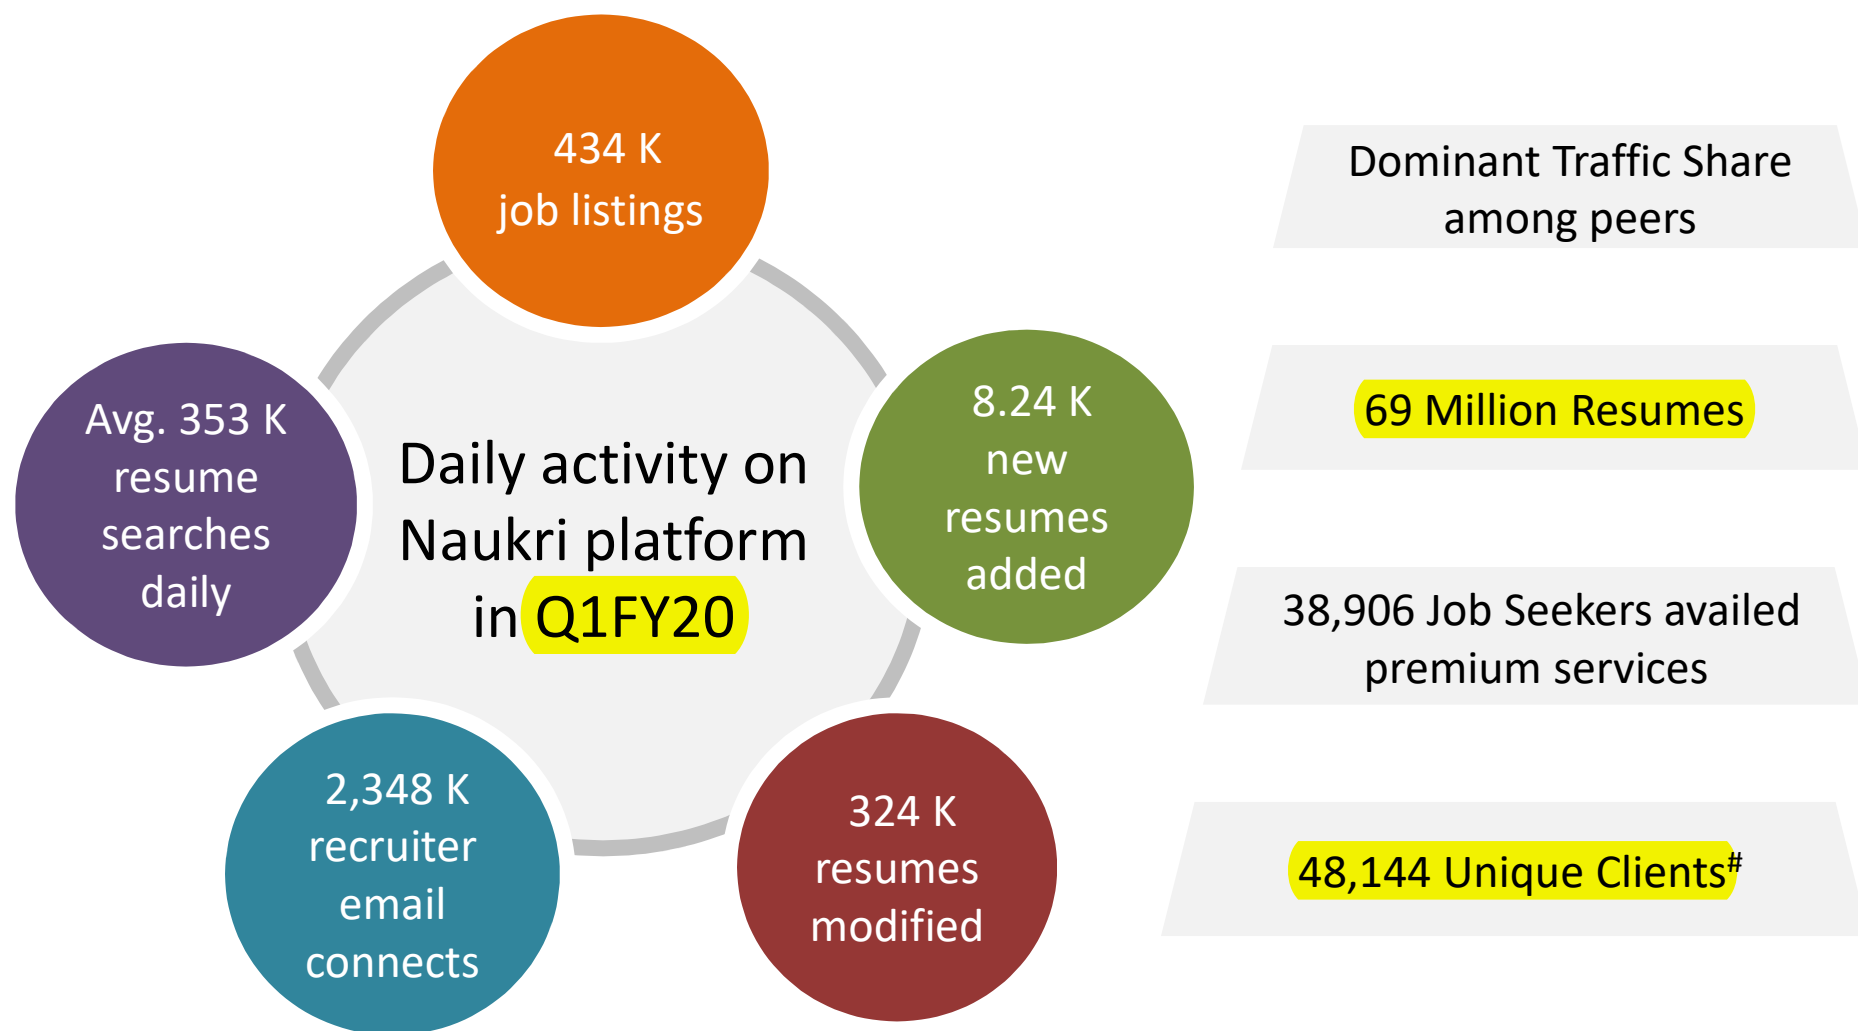 434 K
job listings
Avg. 353 K
resume
searches
daily
Daily activity on
Naukri platform
in Q1FY20
8.24 K
new
resumes
added
2,348 K
recruiter
email
connects
324 K
resumes
modified
Dominant Traffic Share
among peers
69 Million Resumes
38,906 Job Seekers availed
premium services
48,144 Unique Clients#